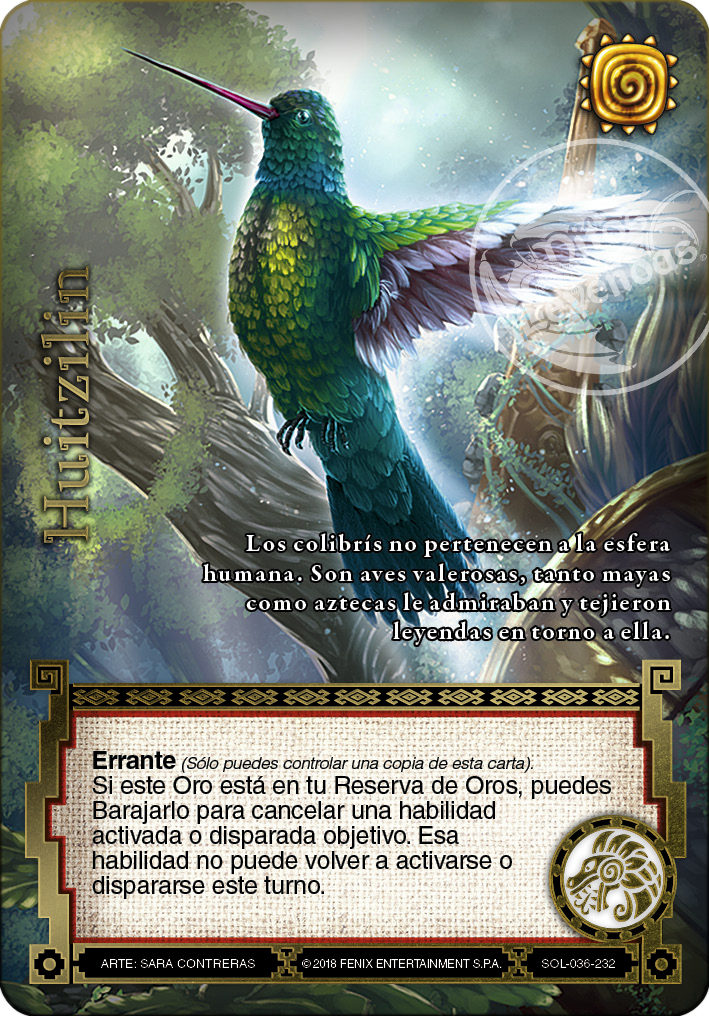 Huitzilin
Mitos
y Leyendas
Los colibrís no pertenecen a la esfera
humana. Son aves valerosas, tanto mayas
como aztecas le admiraban y tejieron
leyendas en torno a ella.
Errante (Sólo puedes controlar una copia de esta carta).
Si este Oro está en tu Reserva de Oros, puedes
Barajarlo para cancelar una habilidad
activada o disparada objetivo. Esa
habilidad no puede volver a activarse o
dispararse este turno.
ARTE: SARA CONTRERAS
©2018 FENIX ENTERTAINMENT S.P.A.
SOL-036-232